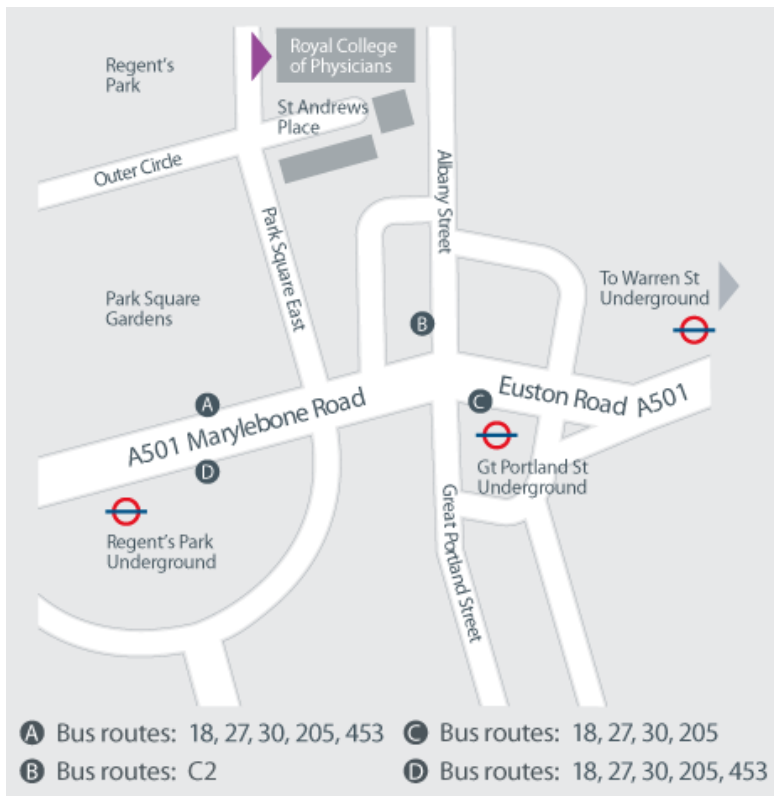 Royal College
of Physicians
Regent's
Park
St Andrews
Place
Outer Circle
Albany Street
Park Square East
To Warren St
Underground
Park Square
Gardens
B
A
C
Euston Road A501
A501 Marylebone Road
D
Gt Portland St
Underground
Great Portland Street
Regent's Park
Underground
A Bus routes: 18, 27, 30, 205, 453
C Bus routes: 18, 27, 30, 205
B Bus routes: C2
D Bus routes: 18, 27, 30, 205, 453